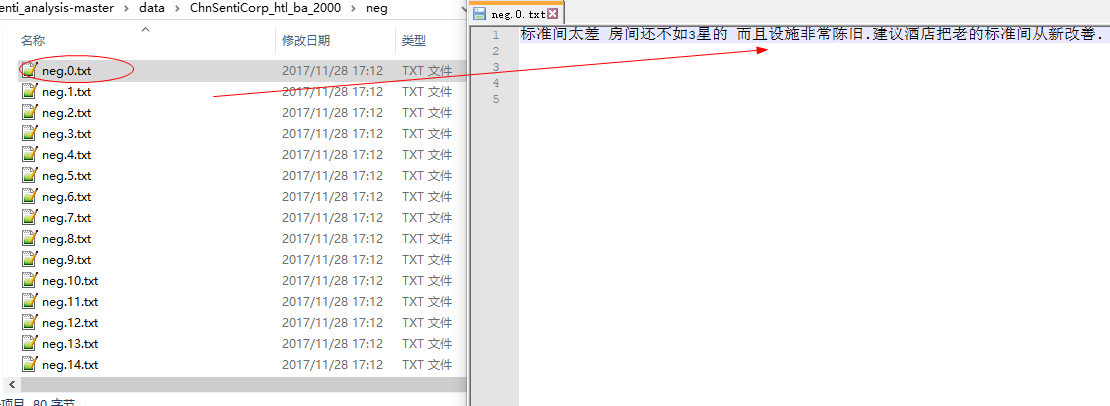 enti_analysis-master > data > ChnSentiCorp_htl_ba_2000 > neg
名称 修改日期 类型
neg.0.txt 2017/11/28 17:12 TXT 文件
neg.1.txt 2017/11/28 17:12 TXT 文件
neg.2.txt 2017/11/28 17:12 TXT 文件
neg.3.txt 2017/11/28 17:12 TXT 文件
neg.4.txt 2017/11/28 17:12 TXT 文件
neg.5.txt 2017/11/28 17:12 TXT 文件
neg.6.txt 2017/11/28 17:12 TXT 文件
neg.7.txt 2017/11/28 17:12 TXT 文件
neg.8.txt 2017/11/28 17:12 TXT 文件
neg.9.txt 2017/11/28 17:12 TXT 文件
neg.10.txt 2017/11/28 17:12 TXT 文件
neg.11.txt 2017/11/28 17:12 TXT 文件
neg.12.txt 2017/11/28 17:12 TXT 文件
neg.13.txt 2017/11/28 17:12 TXT 文件
neg.14.txt 2017/11/28 17:12 TXT 文件
项目 80 字节
neg.0.txt
1 标准间太差 房间还不如3星的 而且设施非常陈旧.建议酒店把老的标准间从新改善.
2
3
4
5